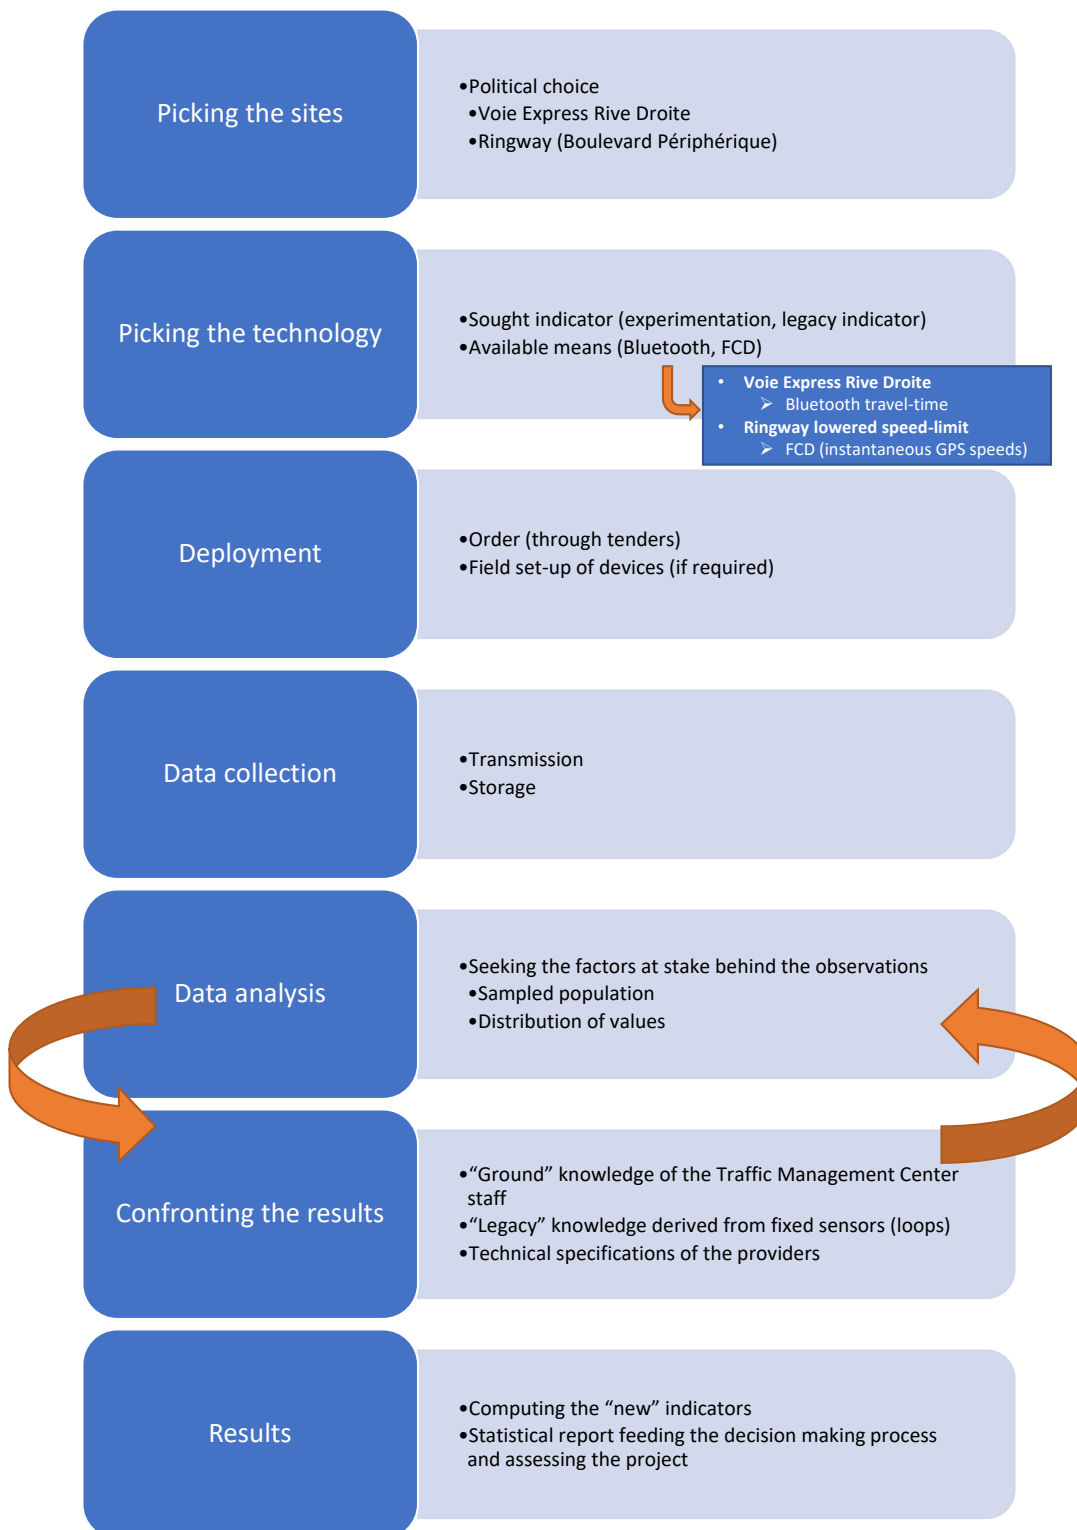 Picking the sites
•Political choice
•Voie Express Rive Droite
•Ringway (Boulevard Périphérique)
Picking the technology
•Sought indicator (experimentation, legacy indicator)
•Available means (Bluetooth, FCD)
• Voie Express Rive Droite
➢ Bluetooth travel-time
• Ringway lowered speed-limit
➢ FCD (instantaneous GPS speeds)
Deployment
•Order (through tenders)
•Field set-up of devices (if required)
Data collection
•Transmission
•Storage
Data analysis
•Seeking the factors at stake behind the observations
•Sampled population
•Distribution of values
Confronting the results
•“Ground” knowledge of the Traffic Management Center
staff
•“Legacy” knowledge derived from fixed sensors (loops)
•Technical specifications of the providers
Results
•Computing the “new” indicators
•Statistical report feeding the decision making process
and assessing the project